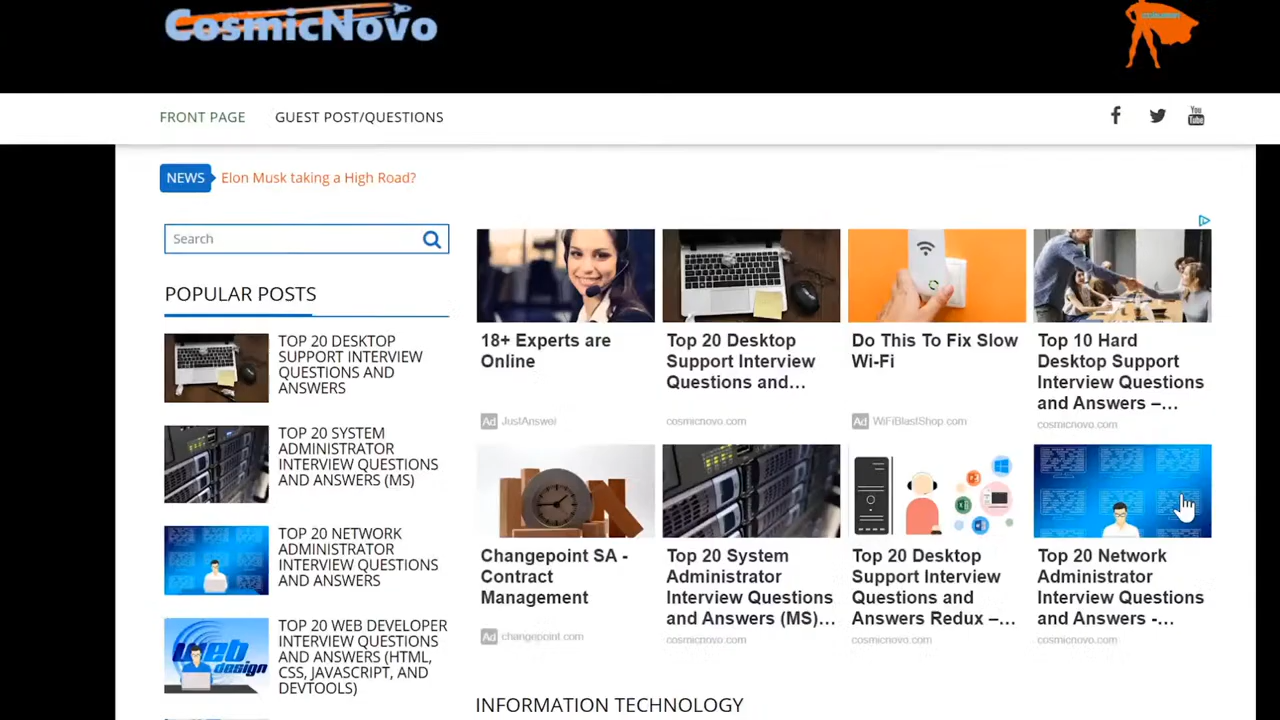 CosmicNovo
FRONT PAGE
GUEST POST/QUESTIONS
You
Tube
NEWS
Elon Musk taking a High Road?
Search
POPULAR POSTS
TOP 20 DESKTOP
SUPPORT INTERVIEW
QUESTIONS AND
ANSWERS
TOP 20 SYSTEM
ADMINISTRATOR
INTERVIEW QUESTIONS
AND ANSWERS (MS)
TOP 20 NETWORK
ADMINISTRATOR
INTERVIEW QUESTIONS
AND ANSWERS
web
design
TOP 20 WEB DEVELOPER
INTERVIEW QUESTIONS
AND ANSWERS (HTML,
CSS, JAVASCRIPT, AND
DEVTOOLS)
18+ Experts are
Online
Ad JustAnswer
Top 20 Desktop
Support Interview
Questions and...
cosmicnovo.com
Do This To Fix Slow
Wi-Fi
Ad WiFiBlastShop.com
Top 10 Hard
Desktop Support
Interview Questions
and Answers –...
cosmicnovo.com
Changepoint SA -
Contract
Management
Ad changepoint.com
Top 20 System
Administrator
Interview Questions
and Answers (MS)...
cosmicnovo.com
Top 20 Desktop
Support Interview
Questions and
Answers Redux –...
cosmicnovo.com
Top 20 Network
Administrator
Interview Questions
and Answers -...
cosmicnovo.com
INFORMATION TECHNOLOGY